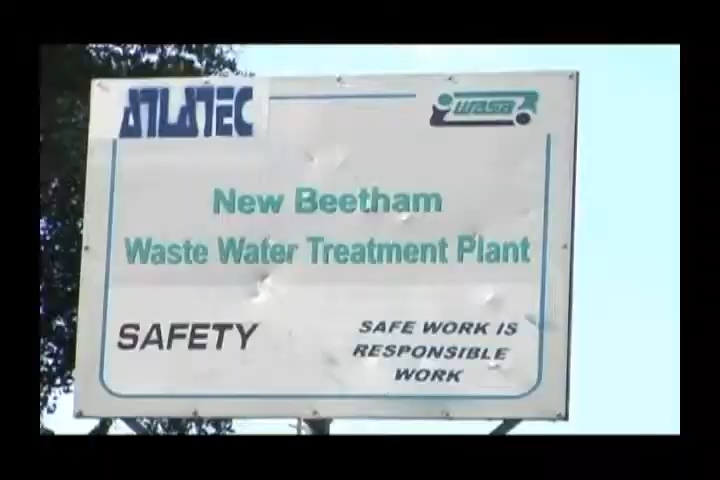 ATLATEC
wasa
New Beetham
Waste Water Treatment Plant
SAFETY
SAFE WORK IS
RESPONSIBLE
WORK